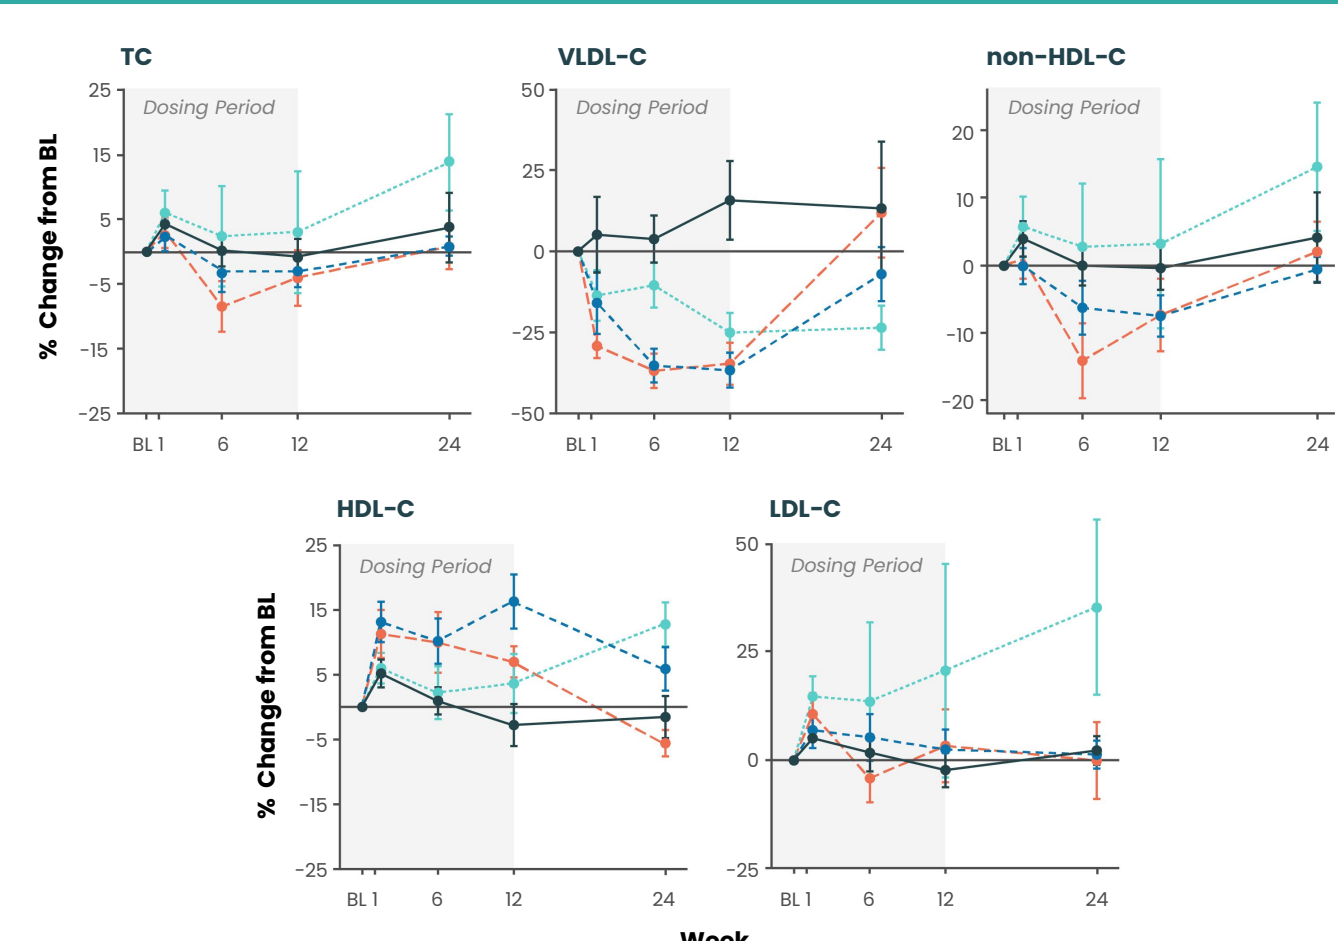 TC
VLDL-C
non-HDL-C
% Change from BL
25
15
5
-5
-15
-25
Dosing Period
BL 1 6 12 24
50
25
0
-25
-50
Dosing Period
BL 1 6 12 24
20
10
0
-10
-20
Dosing Period
BL 1 6 12 24
HDL-C
LDL-C
% Change from BL
25
15
5
-5
-15
-25
Dosing Period
BL 1 6 12 24
50
25
0
-25
Dosing Period
BL 1 6 12 24
Week